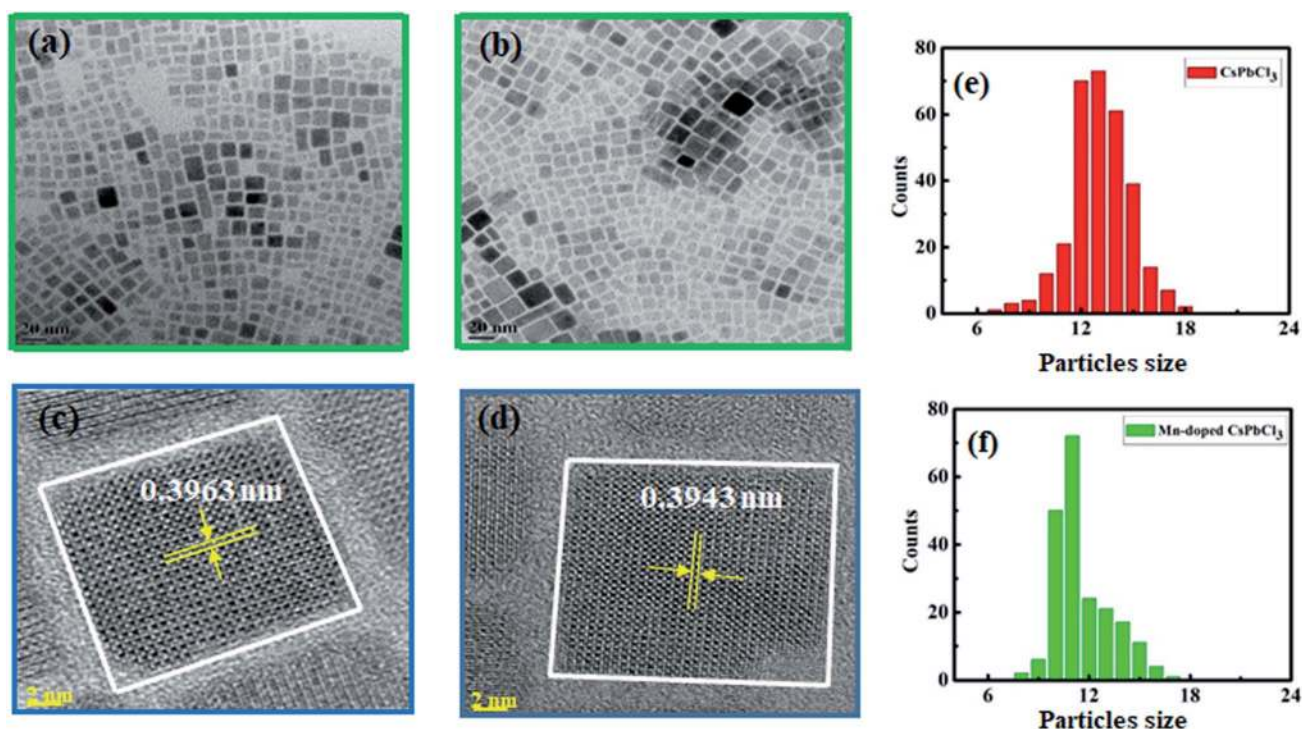 (a)
20 nm
(b)
20 nm
(e)
CsPbCl3
80
60
40
20
0
Counts
6
12
18
24
Particles size
(c)
0.3963 nm
2 nm
(d)
0.3943 nm
2 nm
(f)
Mn-doped CsPbCl3
80
60
40
20
0
Counts
6
12
18
24
Particles size